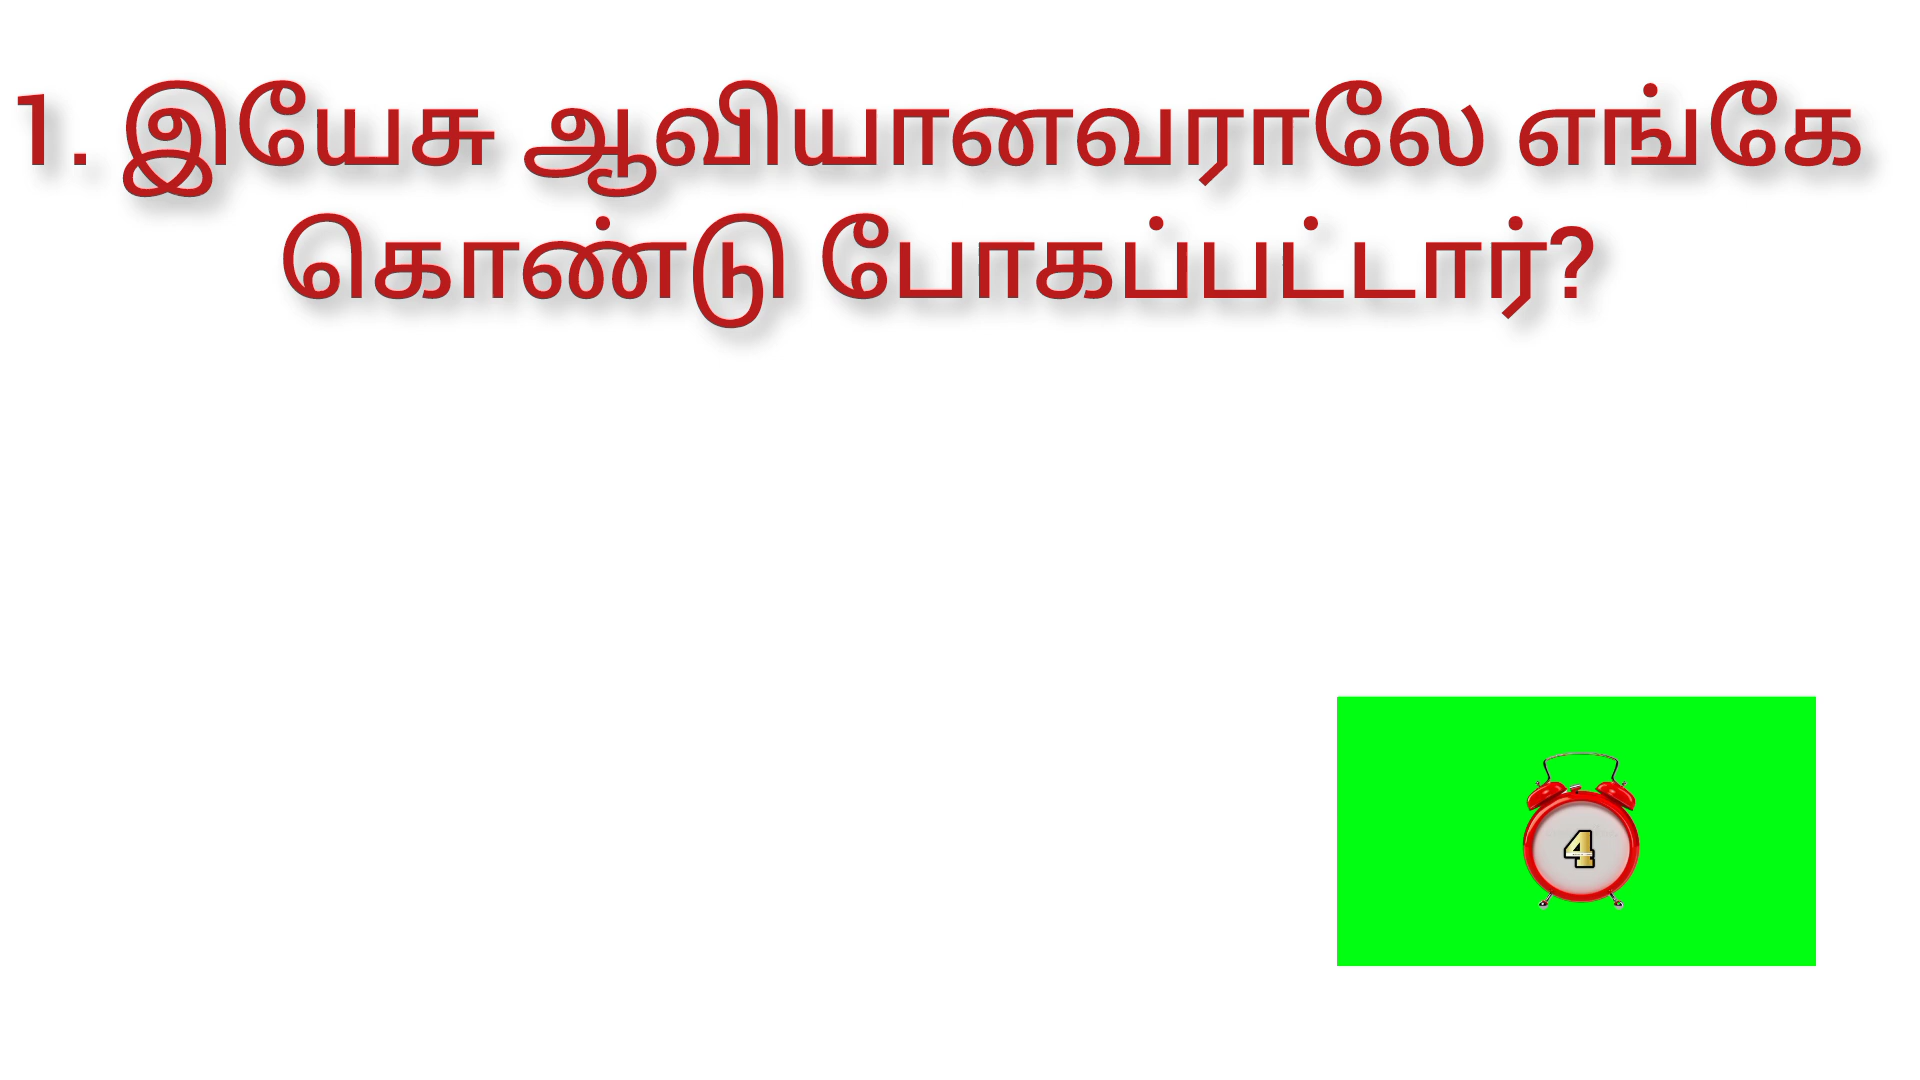 1. இயேசு ஆவியானவராலே எங்கே
கொண்டு போகப்பட்டார்?
4